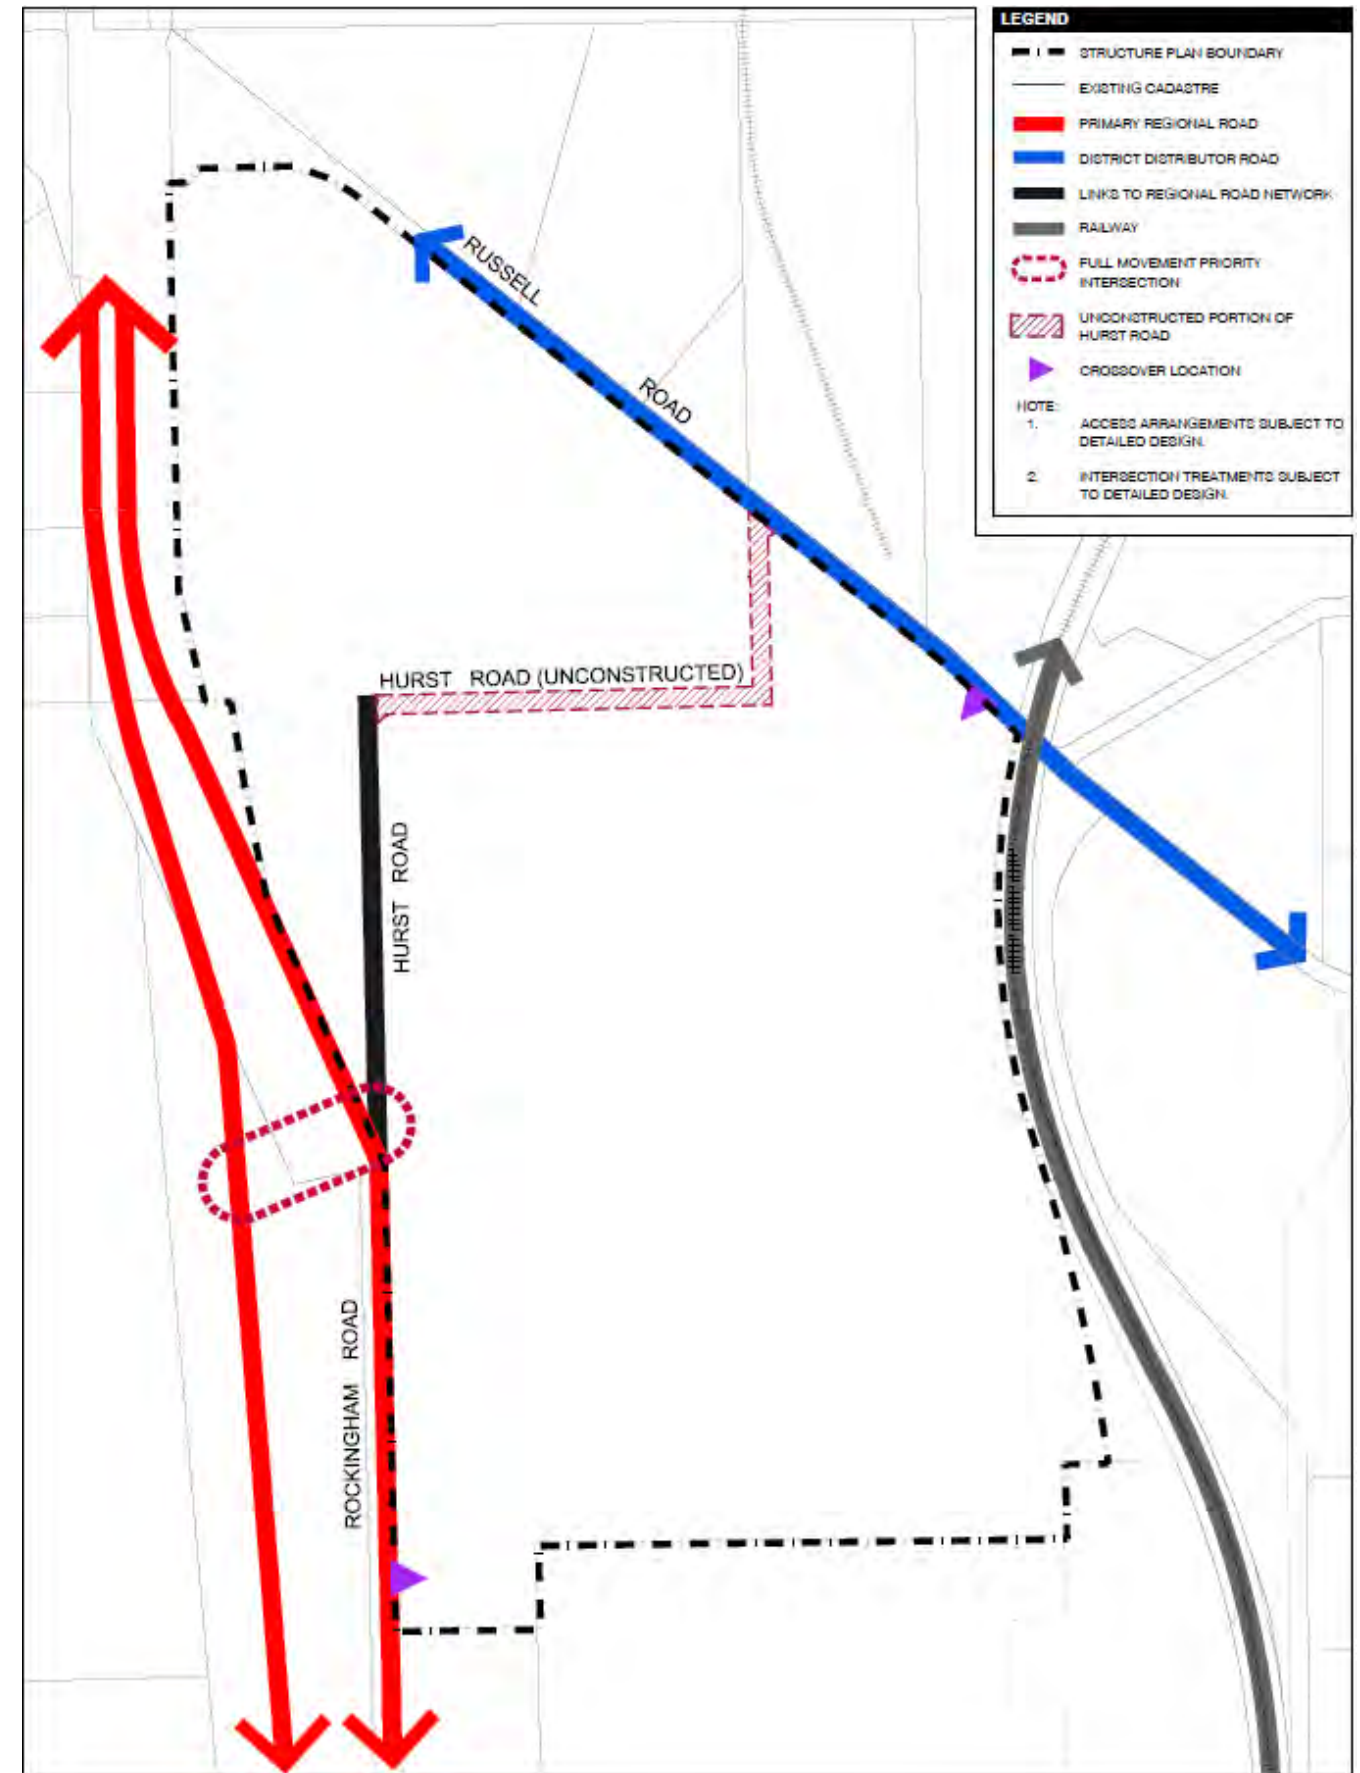 LEGEND
STRUCTURE PLAN BOUNDARY
EXISTING CADASTRE
PRIMARY REGIONAL ROAD
DISTRICT DISTRIBUTOR ROAD
LINKS TO REGIONAL ROAD NETWORK
RAILWAY
FULL MOVEMENT PRIORITY
INTERSECTION
UNCONSTRUCTED PORTION OF
HURST ROAD
CROSSOVER LOCATION
NOTE:
1. ACCESS ARRANGEMENTS SUBJECT TO
DETAILED DESIGN.
2. INTERSECTION TREATMENTS SUBJECT
TO DETAILED DESIGN.
RUSSELL
ROAD
HURST ROAD (UNCONSTRUCTED)
HURST ROAD
ROCKINGHAM ROAD